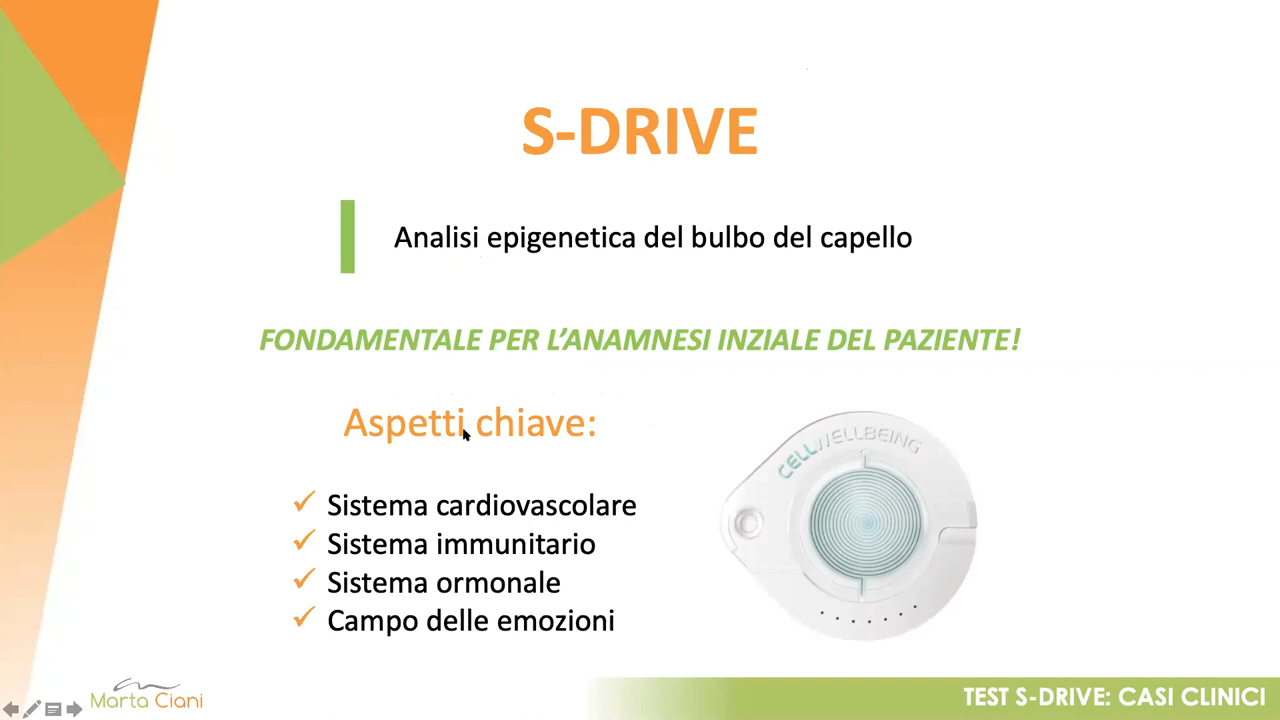 S-DRIVE
Analisi epigenetica del bulbo del capello
FONDAMENTALE PER L'ANAMNESI INZIALE DEL PAZIENTE!
Aspetti chiave:
Sistema cardiovascolare
Sistema immunitario
Sistema ormonale
Campo delle emozioni
CELLWELLBEING
Marta Ciani
TEST S-DRIVE: CASI CLINICI